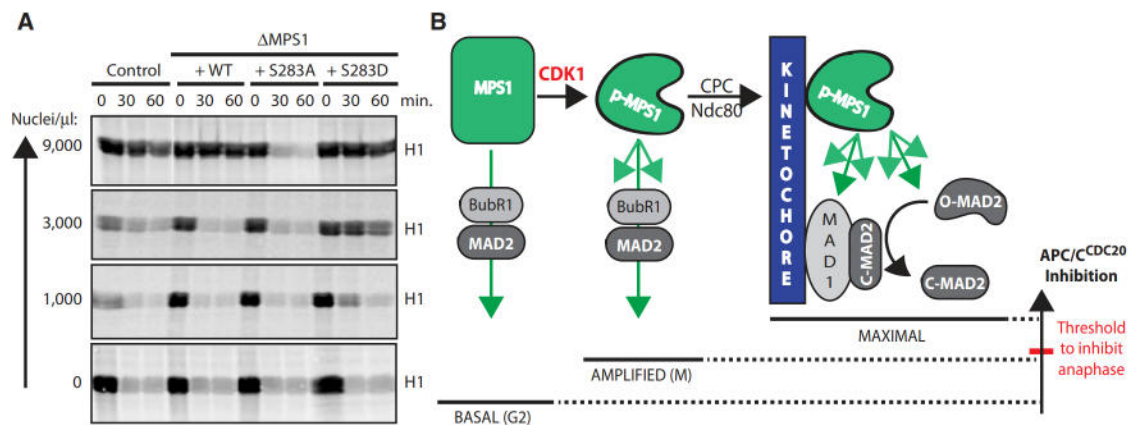 A
ΔMPS1
Control + WT + S283A + S283D
0 30 60 0 30 60 0 30 60 0 30 60 min.
Nuclei/µl:
9,000 H1
3,000 H1
1,000 H1
0 H1
B
MPS1
CDK1
p-MPS1
CPC
Ndc80
KINETOCHORE
p-MPS1
BubR1
MAD2
BubR1
MAD2
MAD1
C-MAD2
O-MAD2
C-MAD2
APC/C^CDC20
Inhibition
Threshold
to inhibit
anaphase
MAXIMAL
AMPLIFIED (M)
BASAL (G2)